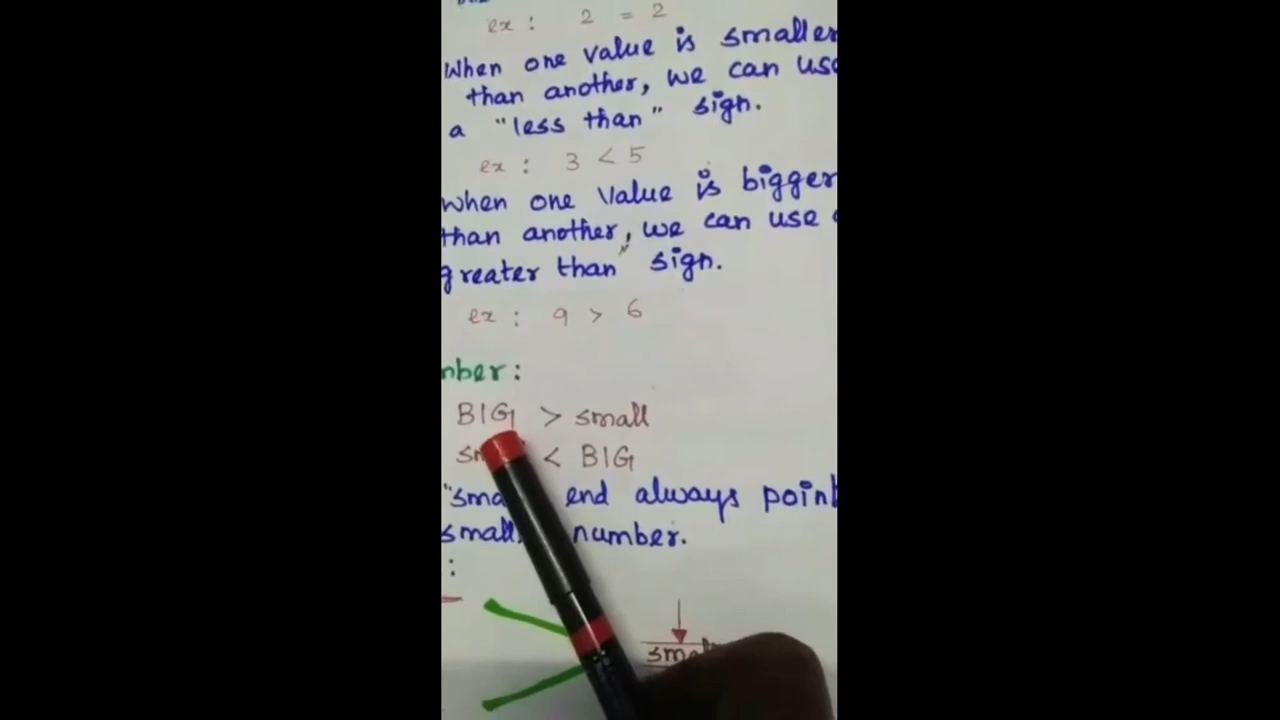 ex : 2 = 2
When one value is smaller
than another, we can use
a "less than" sign.
ex : 3 < 5
When one Value is bigger
than another, we can use
greater than" sign.
ex : 9 > 6
mber:
BIG > small
< BIG
end always point
number.
: